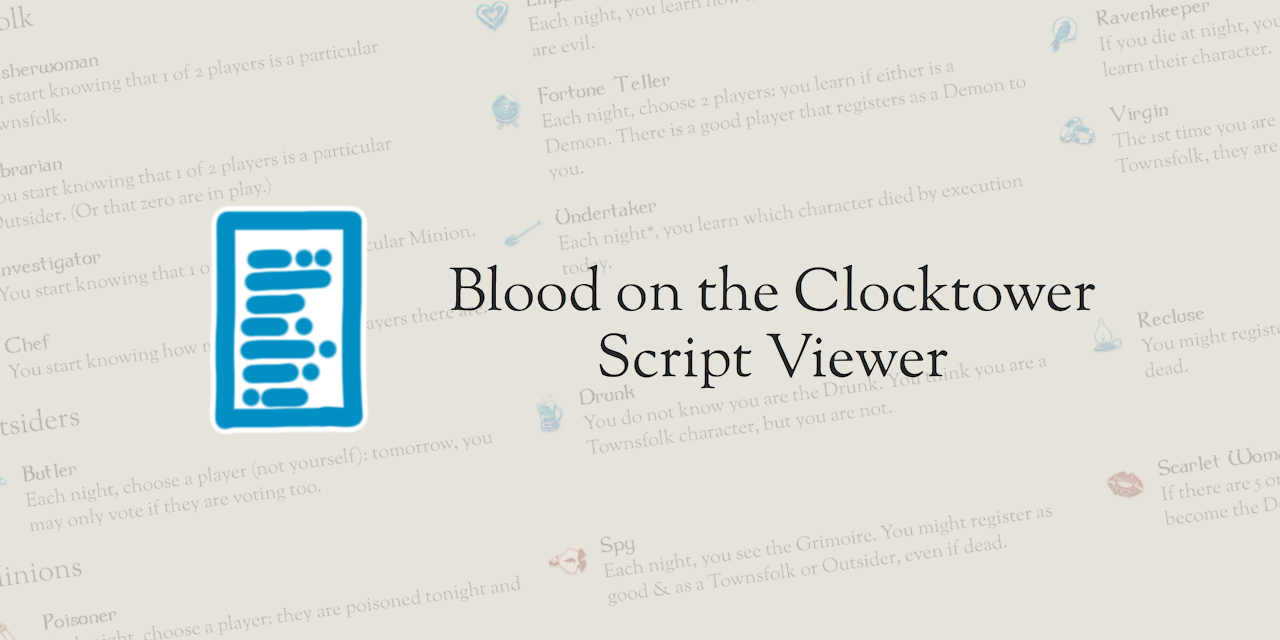 Blood on the Clocktower
Script Viewer
olk
sherwoman
start knowing that 1 of 2 players is a particular
wnsfolk.
brarian
ou start knowing that 1 of 2 players is a particular
Outsider. (Or that zero are in play.)
nvestigator
You start knowing that 1 o
cular Minion.
Chef
You start knowing how
ayers there are.
tsiders
Butler
Each night, choose a player (not yourself): tomorrow, you
may only vote if they are voting too.
inions
Poisoner
night, choose a player: they are poisoned tonight and
Each night, you learn how
are evil.
Fortune Teller
Each night, choose 2 players: you learn if either is a
Demon. There is a good player that registers as a Demon to
you.
Undertaker
Each night*, you learn which character died by execution
today.
Drunk
You do not know you are the Drunk. You think you are a
Townsfolk character, but you are not.
Spy
Each night, you see the Grimoire. You might register as
good & as a Townsfolk or Outsider, even if dead.
Ravenkeeper
If you die at night, you
learn their character.
Virgin
The 1st time you are
Townsfolk, they are
Recluse
You might registe
dead.
Scarlet Woma
If there are 5 or
become the De